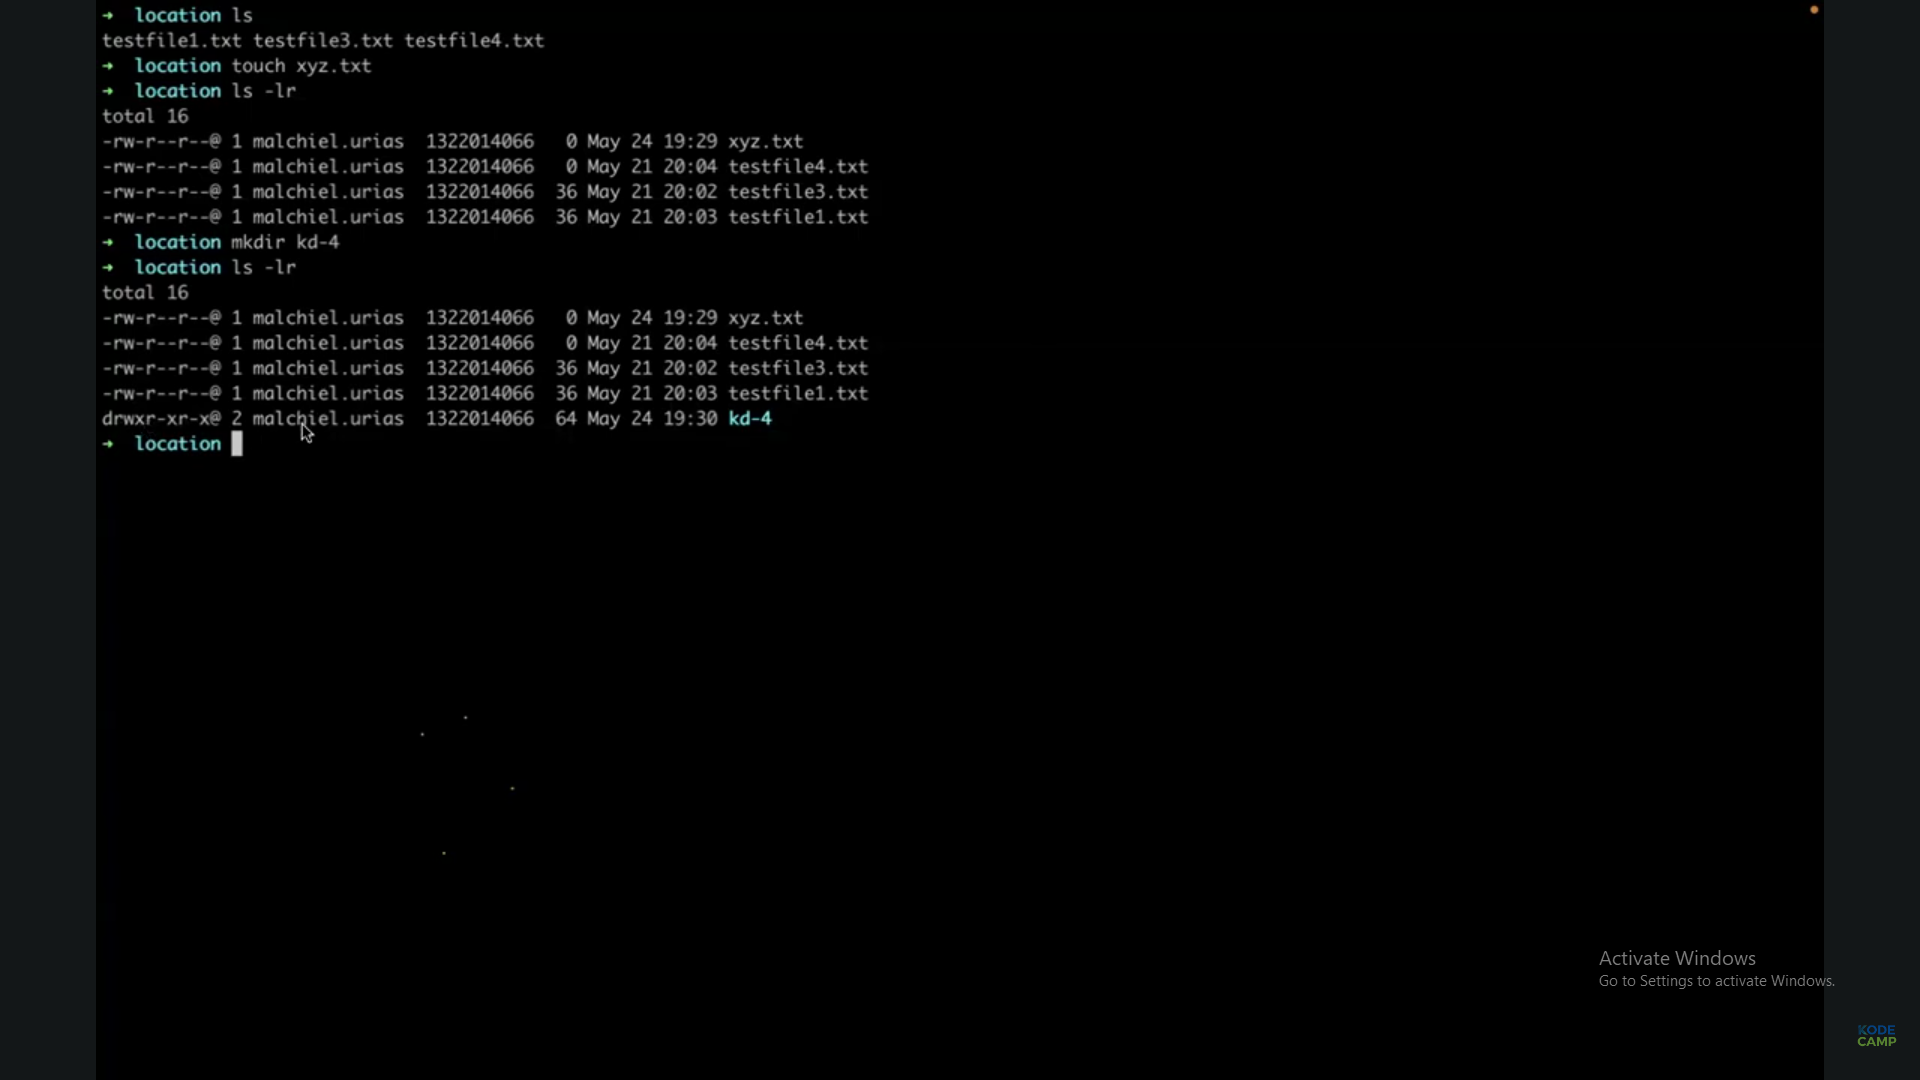 ➜ location ls
testfile1.txt testfile3.txt testfile4.txt
➜ location touch xyz.txt
➜ location ls -lr
total 16
-rw-r--r--@ 1 malchiel.urias 1322014066 0 May 24 19:29 xyz.txt
-rw-r--r--@ 1 malchiel.urias 1322014066 0 May 21 20:04 testfile4.txt
-rw-r--r--@ 1 malchiel.urias 1322014066 36 May 21 20:02 testfile3.txt
-rw-r--r--@ 1 malchiel.urias 1322014066 36 May 21 20:03 testfile1.txt
➜ location mkdir kd-4
➜ location ls -lr
total 16
-rw-r--r--@ 1 malchiel.urias 1322014066 0 May 24 19:29 xyz.txt
-rw-r--r--@ 1 malchiel.urias 1322014066 0 May 21 20:04 testfile4.txt
-rw-r--r--@ 1 malchiel.urias 1322014066 36 May 21 20:02 testfile3.txt
-rw-r--r--@ 1 malchiel.urias 1322014066 36 May 21 20:03 testfile1.txt
drwxr-xr-x@ 2 malchiel.urias 1322014066 64 May 24 19:30 kd-4
➜ location
Activate Windows
Go to Settings to activate Windows.
KODE
CAMP